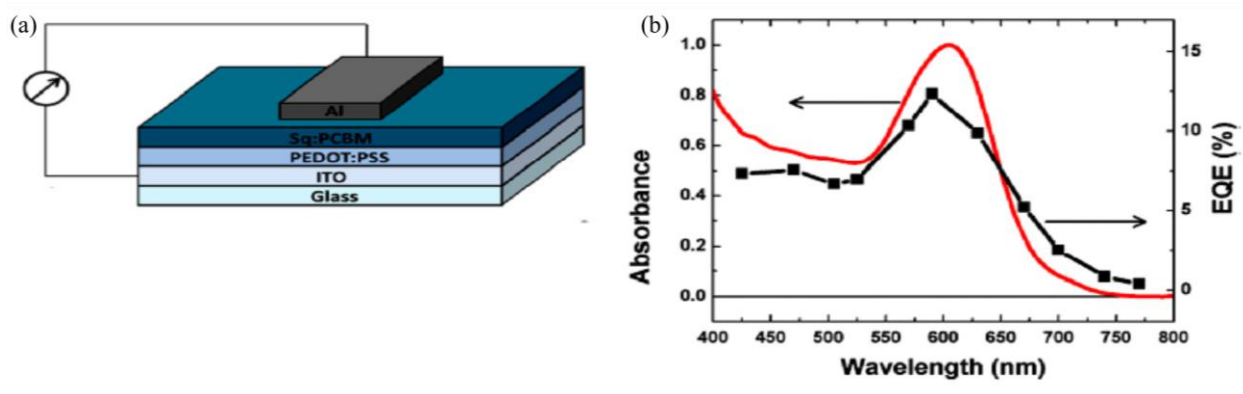 (a)
Al
Sq:PCBM
PEDOT:PSS
ITO
Glass
(b)
Absorbance
1.0
0.8
0.6
0.4
0.2
0.0
400 450 500 550 600 650 700 750 800
Wavelength (nm)
15
10
5
0
EQE (%)